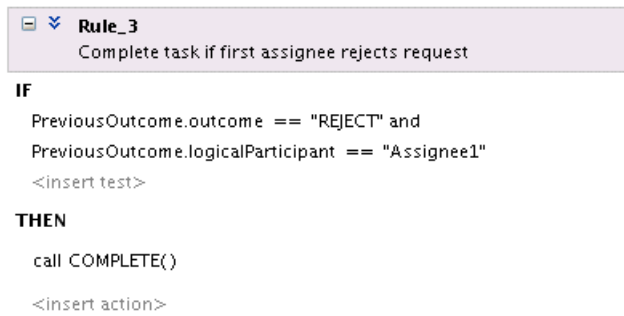 Rule_3
Complete task if first assignee rejects request
IF
PreviousOutcome.outcome == "REJECT" and
PreviousOutcome.logicalParticipant == "Assignee1"
<insert test>
THEN
call COMPLETE()
<insert action>